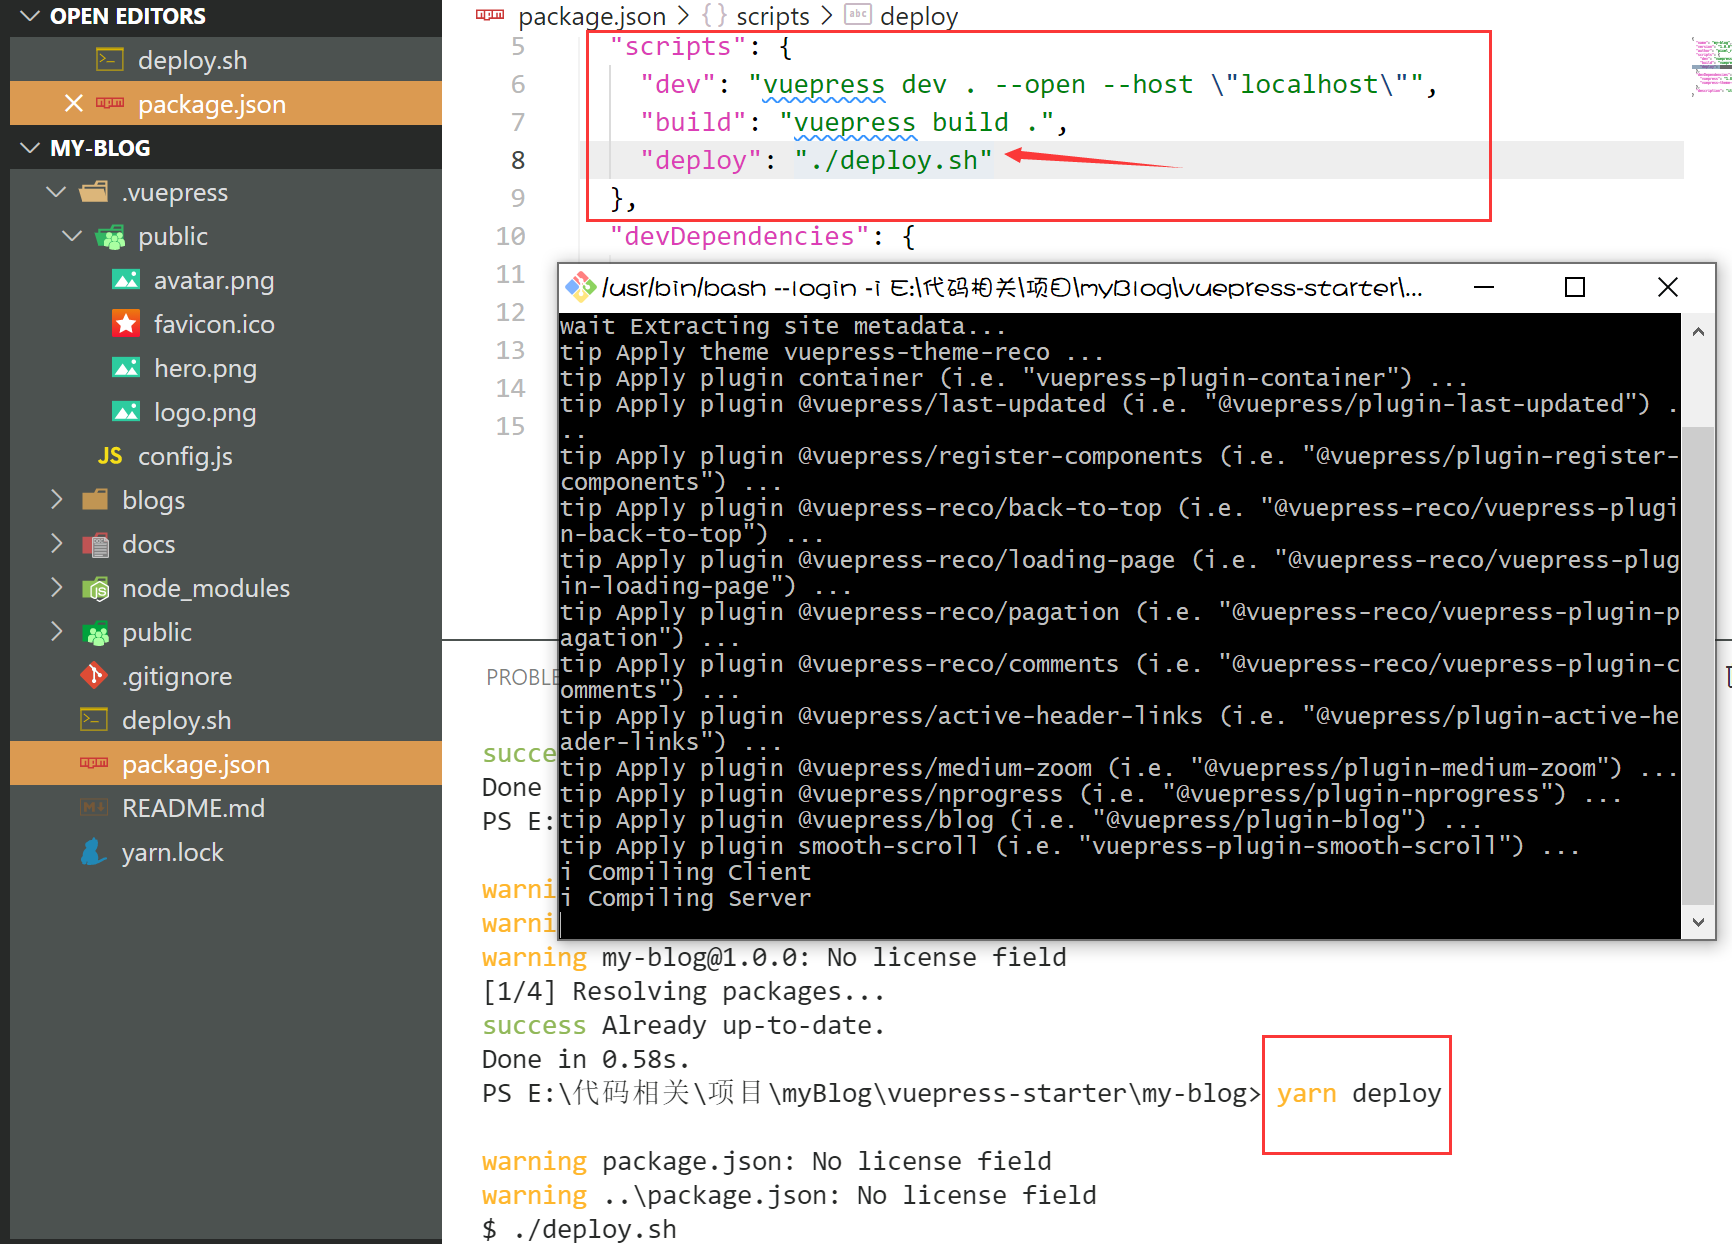 OPEN EDITORS
deploy.sh
package.json
MY-BLOG
.vuepress
public
avatar.png
favicon.ico
hero.png
logo.png
JS config.js
blogs
docs
node_modules
public
.gitignore
deploy.sh
package.json
README.md
yarn.lock
package.json > {} scripts > abc deploy
5 "scripts": {
6 "dev": "vuepress dev . --open --host \"localhost\"",
7 "build": "vuepress build .",
8 "deploy": "./deploy.sh"
9 },
10 "devDependencies": {
11
12
13
14
15
/usr/bin/bash --login -i E:\代码相关\项目\myBlog\vuepress-starter\...
wait Extracting site metadata...
tip Apply theme vuepress-theme-reco ...
tip Apply plugin container (i.e. "vuepress-plugin-container") ...
tip Apply plugin @vuepress/last-updated (i.e. "@vuepress/plugin-last-updated") .
..
tip Apply plugin @vuepress/register-components (i.e. "@vuepress/plugin-register-
components") ...
tip Apply plugin @vuepress-reco/back-to-top (i.e. "@vuepress-reco/vuepress-plugi
n-back-to-top") ...
tip Apply plugin @vuepress-reco/loading-page (i.e. "@vuepress-reco/vuepress-plug
in-loading-page") ...
tip Apply plugin @vuepress-reco/pagation (i.e. "@vuepress-reco/vuepress-plugin-p
agation") ...
tip Apply plugin @vuepress-reco/comments (i.e. "@vuepress-reco/vuepress-plugin-c
omments") ...
tip Apply plugin @vuepress/active-header-links (i.e. "@vuepress/plugin-active-he
ader-links") ...
tip Apply plugin @vuepress/medium-zoom (i.e. "@vuepress/plugin-medium-zoom") ...
tip Apply plugin @vuepress/nprogress (i.e. "@vuepress/plugin-nprogress") ...
tip Apply plugin @vuepress/blog (i.e. "@vuepress/plugin-blog") ...
tip Apply plugin smooth-scroll (i.e. "vuepress-plugin-smooth-scroll") ...
i Compiling Client
i Compiling Server
PROBLE
succe
Done
PS E:
warni
warni
warning my-blog@1.0.0: No license field
[1/4] Resolving packages...
success Already up-to-date.
Done in 0.58s.
PS E:\代码相关\项目\myBlog\vuepress-starter\my-blog> yarn deploy
warning package.json: No license field
warning ..\package.json: No license field
$ ./deploy.sh